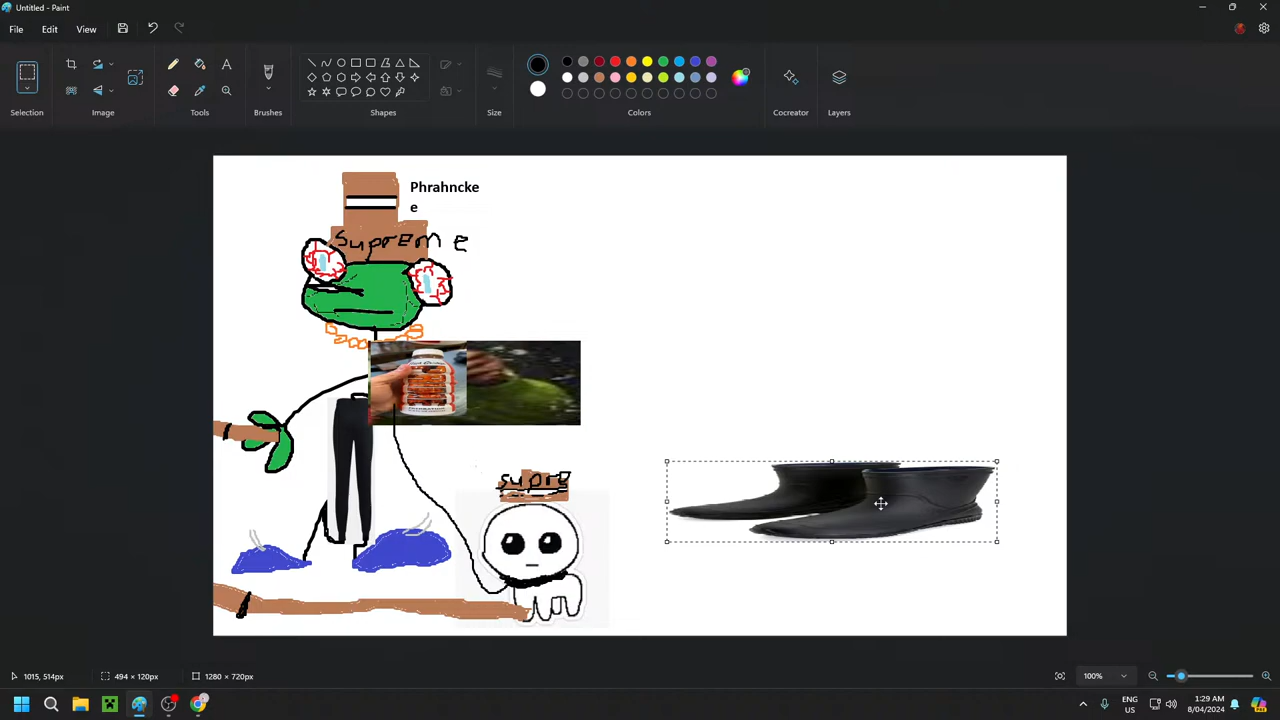 Untitled - Paint
File
Edit
View
Selection
Image
Tools
Brushes
Shapes
Size
Colors
Cocreator
Layers
Phrahncke
e
Supreme
supre
1015, 514px
494 × 120px
1280 × 720px
100%
ENG
US
1:29 AM
8/04/2024